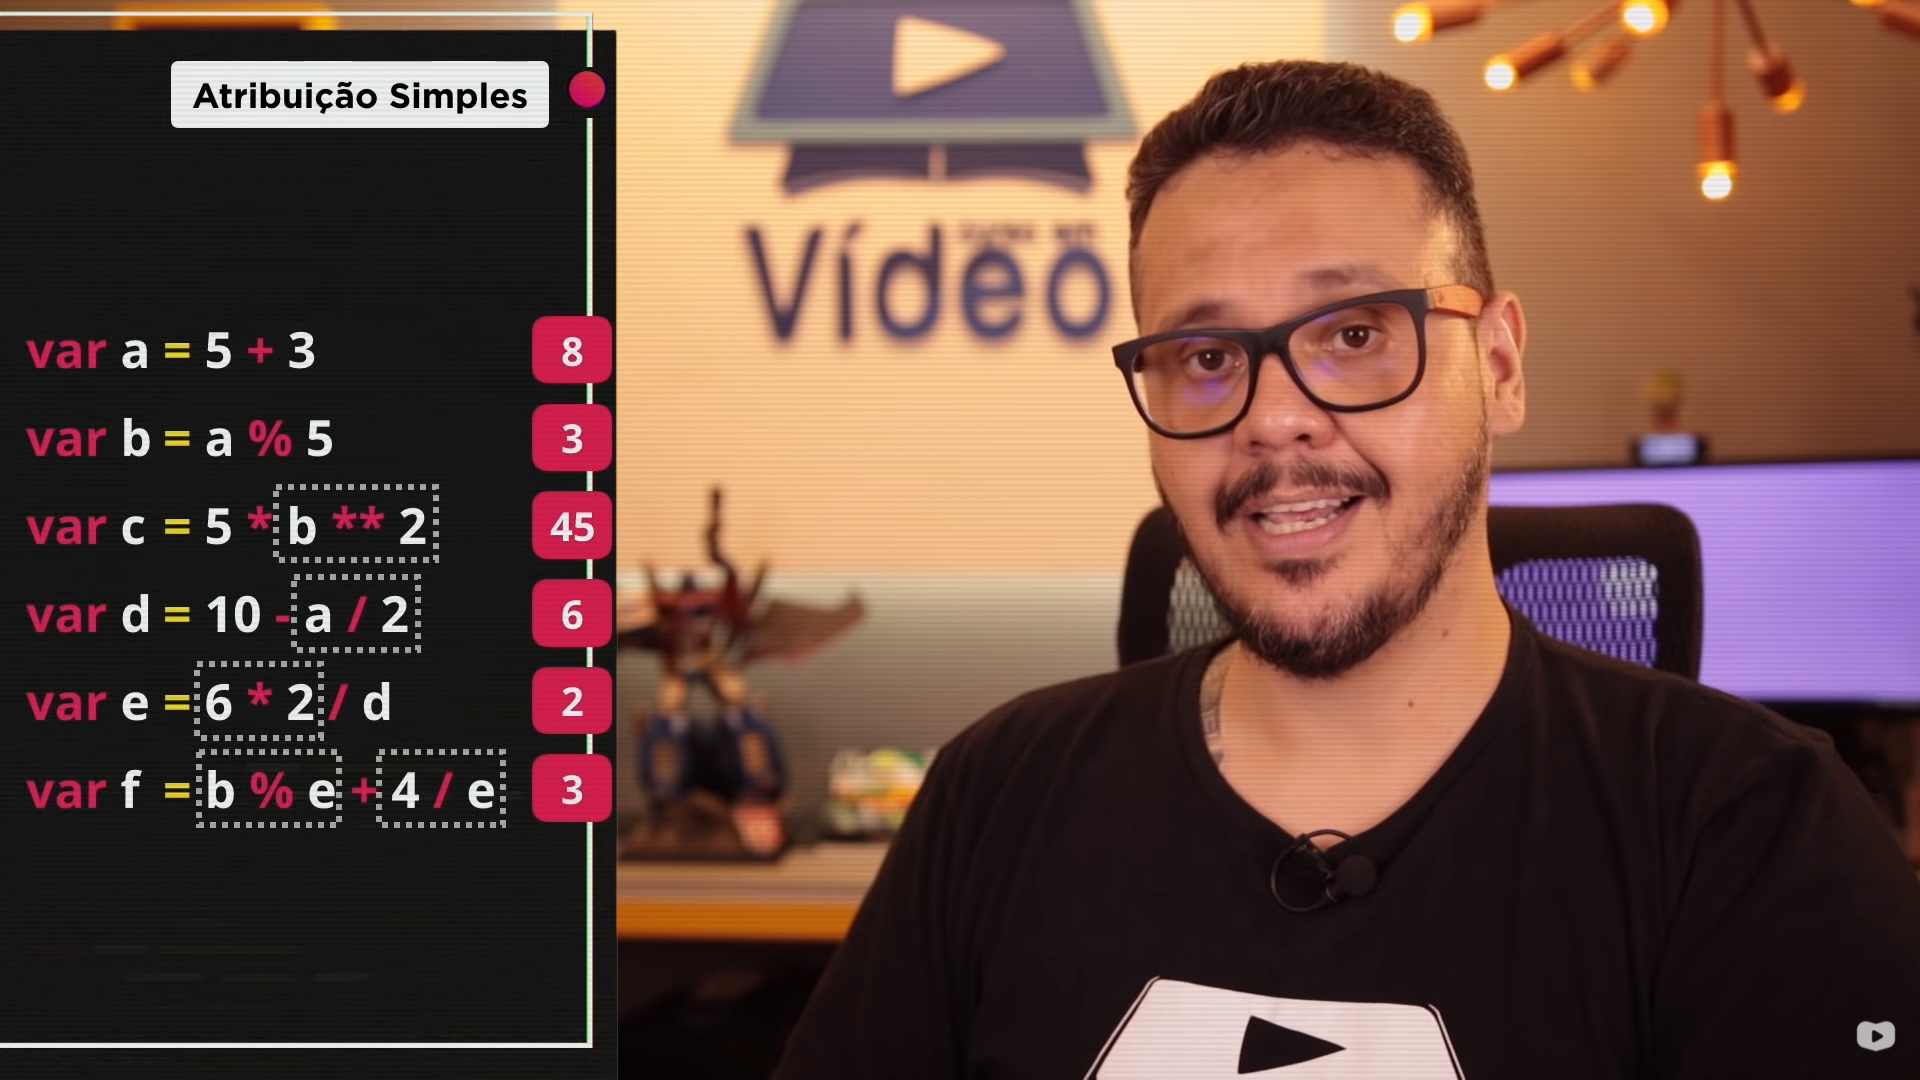 Atribuição Simples
var a = 5 + 3 8
var b = a % 5 3
var c = 5 * b ** 2 45
var d = 10 - a / 2 6
var e = 6 * 2 / d 2
var f = b % e + 4 / e 3
Vídeo